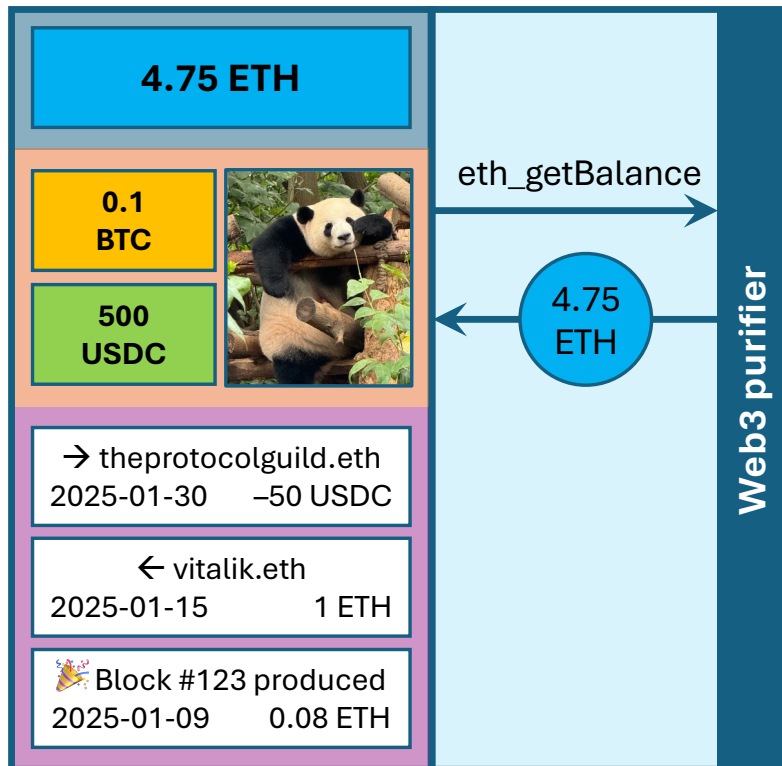 4.75 ETH
0.1
BTC
500
USDC
→ theprotocolguild.eth
2025-01-30 –50 USDC
← vitalik.eth
2025-01-15 1 ETH
🎉 Block #123 produced
2025-01-09 0.08 ETH
eth_getBalance
4.75
ETH
Web3 purifier